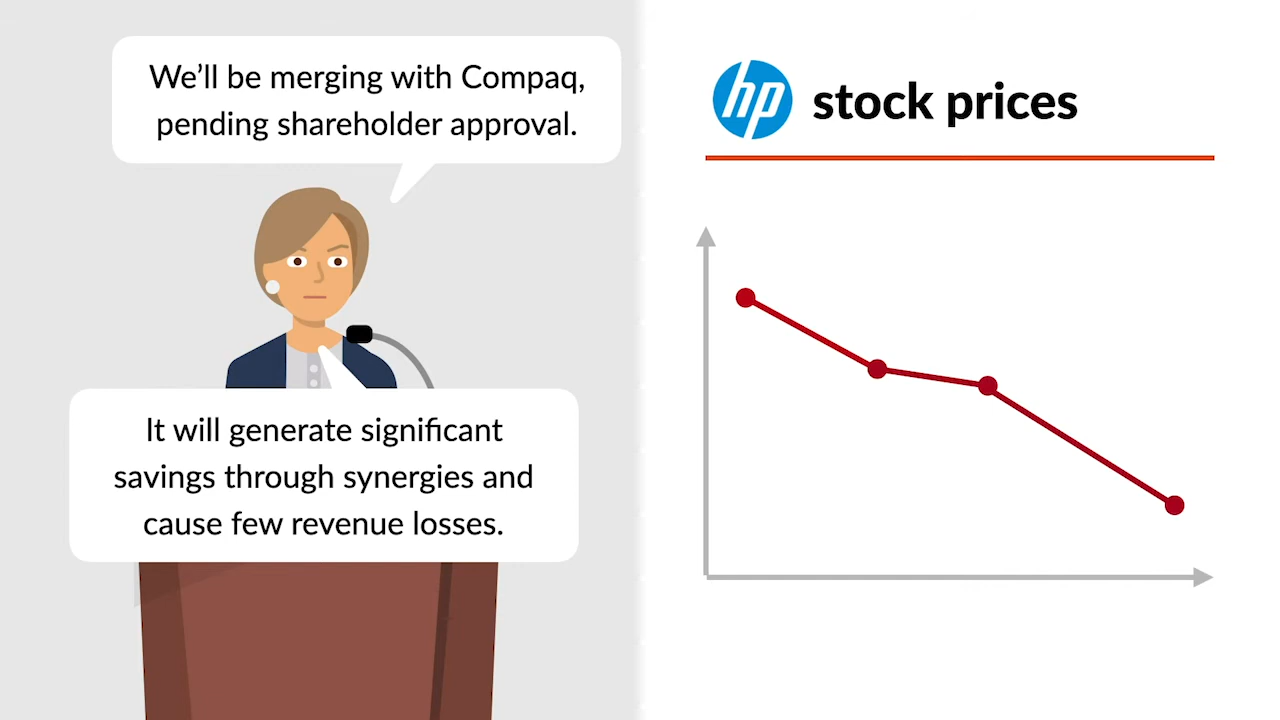 We’ll be merging with Compaq,
pending shareholder approval.
It will generate significant
savings through synergies and
cause few revenue losses.
hp stock prices